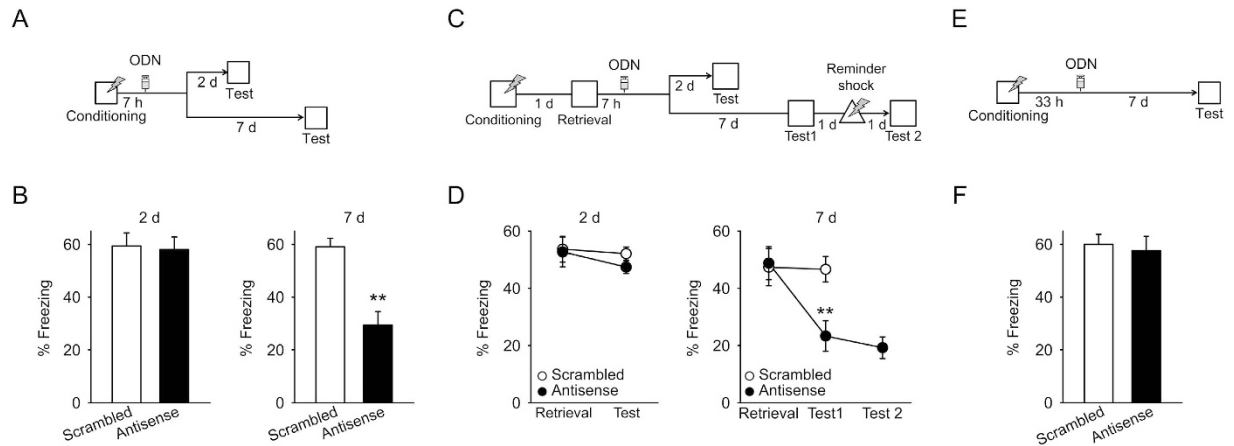 A
ODN
2 d
Test
7 h
Conditioning
7 d
Test
C
ODN
2 d
Test
Reminder
shock
1 d
7 h
Conditioning
Retrieval
7 d
Test1
1 d
1 d
Test 2
E
ODN
33 h
7 d
Conditioning
Test
B
2 d
7 d
% Freezing
60
40
20
0
Scrambled
Antisense
% Freezing
60
40
20
0
**
Scrambled
Antisense
D
2 d
7 d
% Freezing
60
40
20
0
Scrambled
Antisense
Retrieval
Test
% Freezing
60
40
20
0
**
Scrambled
Antisense
Retrieval
Test1
Test 2
F
% Freezing
60
40
20
0
Scrambled
Antisense